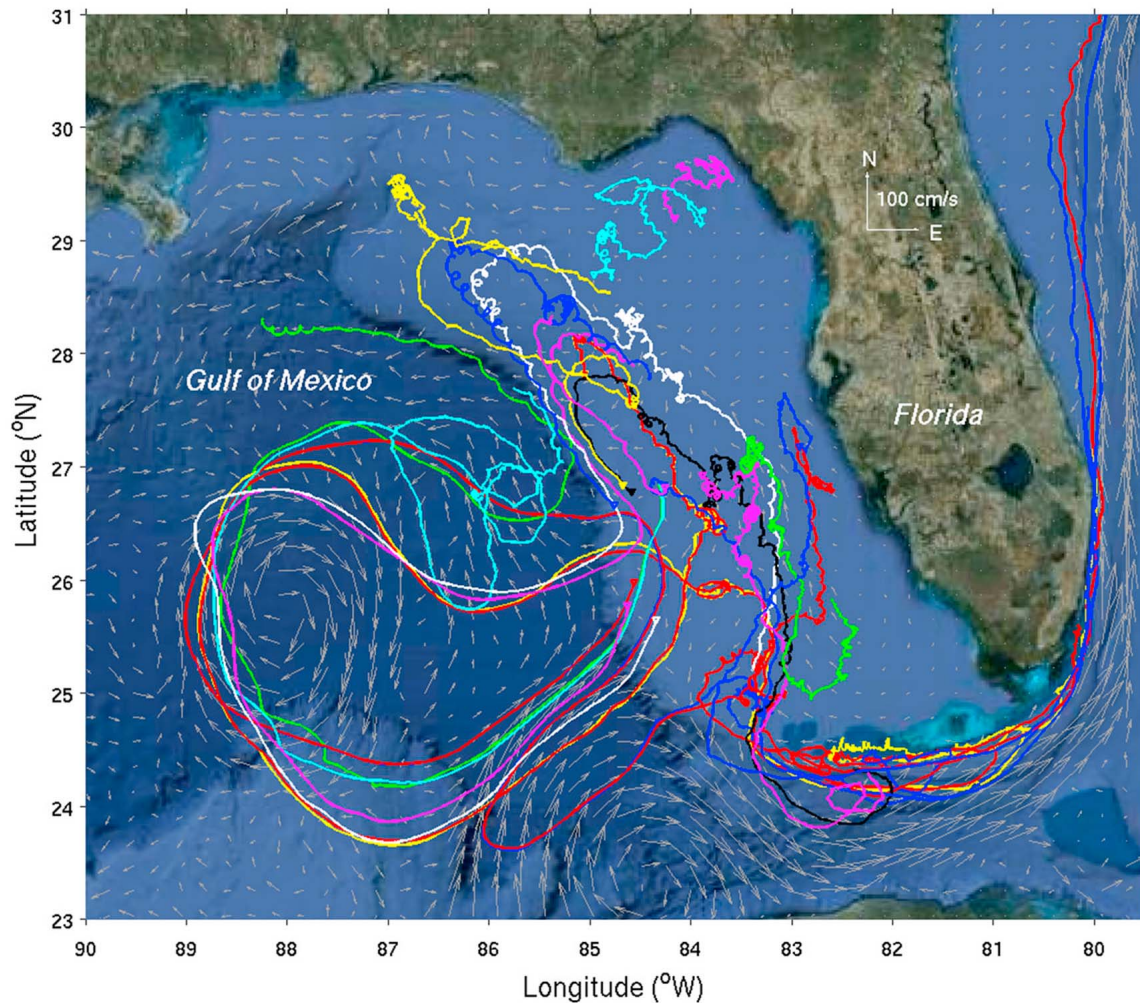 31
30
29
28
27
26
25
24
23
Latitude (°N)
N
100 cm/s
E
Gulf of Mexico
Florida
90 89 88 87 86 85 84 83 82 81 80
Longitude (°W)